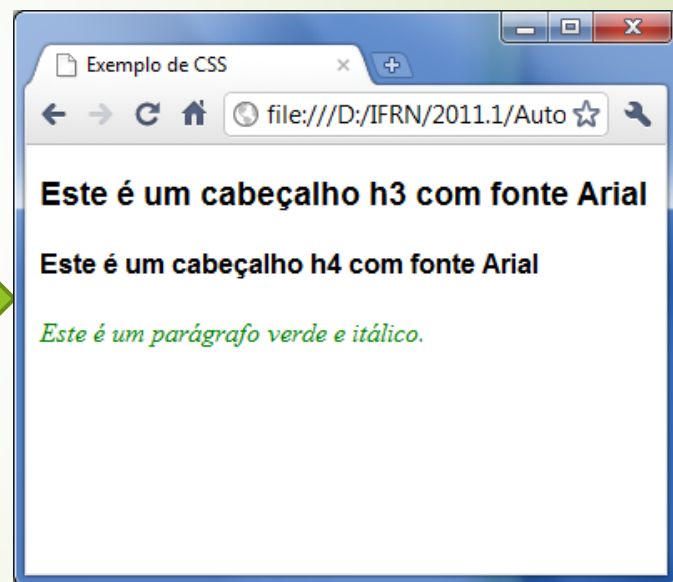 Exemplo de CSS
file:///D:/IFRN/2011.1/Auto
Este é um cabeçalho h3 com fonte Arial
Este é um cabeçalho h4 com fonte Arial
Este é um parágrafo verde e itálico.